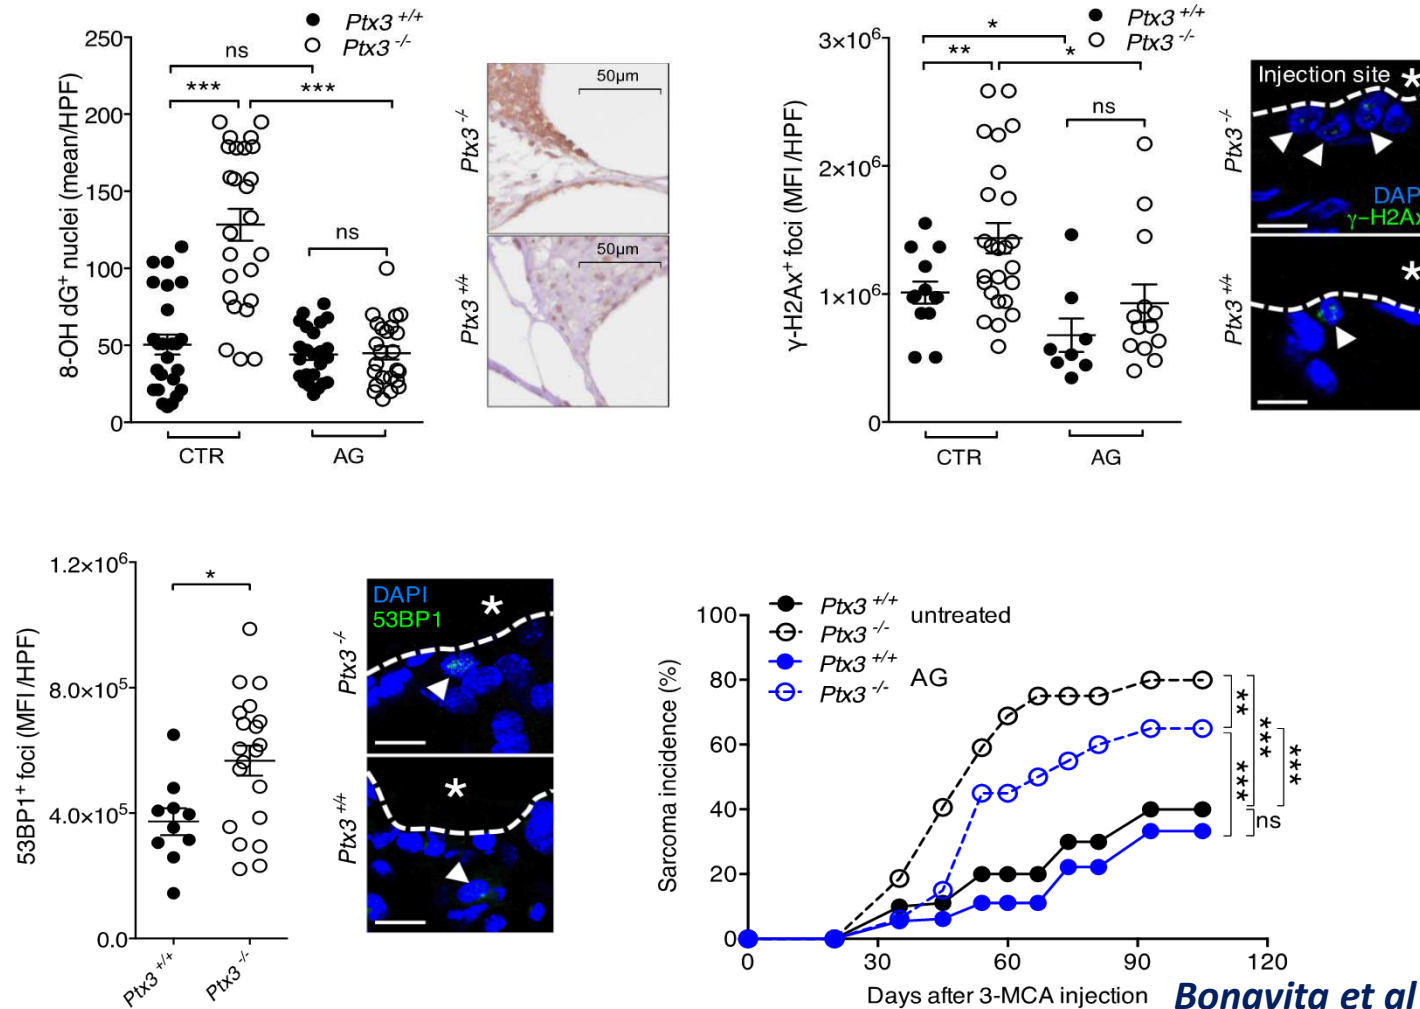 Ptx3 +/+
Ptx3 -/-
8-OH dG+ nuclei (mean/HPF)
250
200
150
100
50
0
ns
***
***
ns
CTR
AG
Ptx3 -/-
50µm
Ptx3 +/+
50µm
Ptx3 +/+
Ptx3 -/-
γ-H2Ax+ foci (MFI/HPF)
3×10⁶
2×10⁶
1×10⁶
0
*
**
*
ns
CTR
AG
Ptx3 -/-
Injection site
*
DAP
γ-H2Ax
Ptx3 +/+
*
53BP1+ foci (MFI/HPF)
1.2×10⁶
8.0×10⁵
4.0×10⁵
0.0
*
Ptx3 +/+
Ptx3 -/-
Ptx3 -/-
DAPI
53BP1
*
Ptx3 +/+
*
Sarcoma incidence (%)
100
80
60
40
20
0
Ptx3 +/+
untreated
Ptx3 -/-
Ptx3 +/+
AG
Ptx3 -/-
**
***
***
***
ns
0
30
60
90
120
Days after 3-MCA injection
Bonavita et al